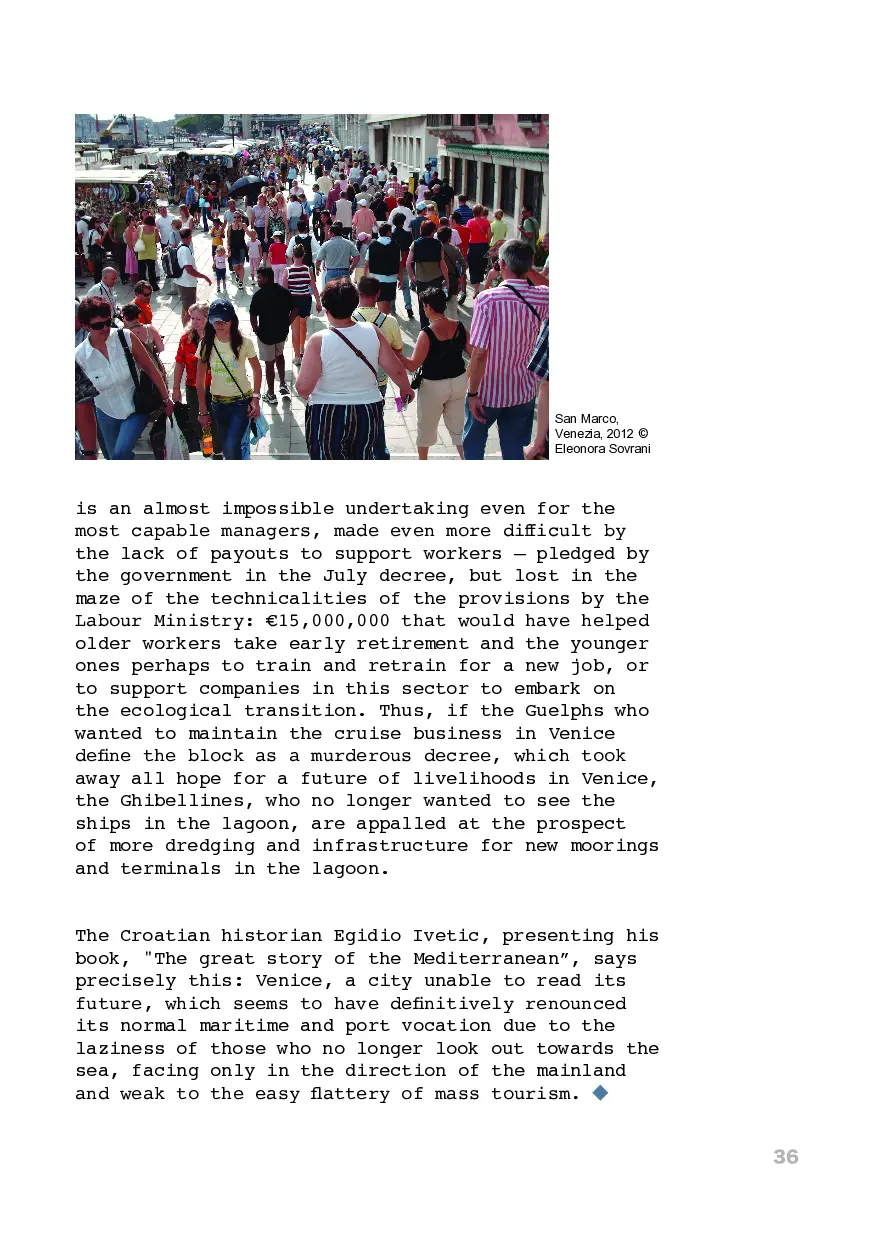 San Marco,
Venezia, 2012 ©
Eleonora Sovrani
is an almost impossible undertaking even for the
most capable managers, made even more difficult by
the lack of payouts to support workers – pledged by
the government in the July decree, but lost in the
maze of the technicalities of the provisions by the
Labour Ministry: €15,000,000 that would have helped
older workers take early retirement and the younger
ones perhaps to train and retrain for a new job, or
to support companies in this sector to embark on
the ecological transition. Thus, if the Guelphs who
wanted to maintain the cruise business in Venice
define the block as a murderous decree, which took
away all hope for a future of livelihoods in Venice,
the Ghibellines, who no longer wanted to see the
ships in the lagoon, are appalled at the prospect
of more dredging and infrastructure for new moorings
and terminals in the lagoon.
The Croatian historian Egidio Ivetic, presenting his
book, "The great story of the Mediterranean”, says
precisely this: Venice, a city unable to read its
future, which seems to have definitively renounced
its normal maritime and port vocation due to the
laziness of those who no longer look out towards the
sea, facing only in the direction of the mainland
and weak to the easy flattery of mass tourism.
36